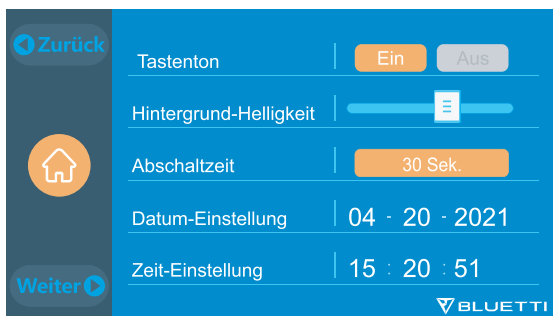 Zurück
Tastenton Ein Aus
Hintergrund-Helligkeit
Abschaltzeit 30 Sek.
Datum-Einstellung 04 - 20 - 2021
Zeit-Einstellung 15 : 20 : 51
Weiter
BLUETTI